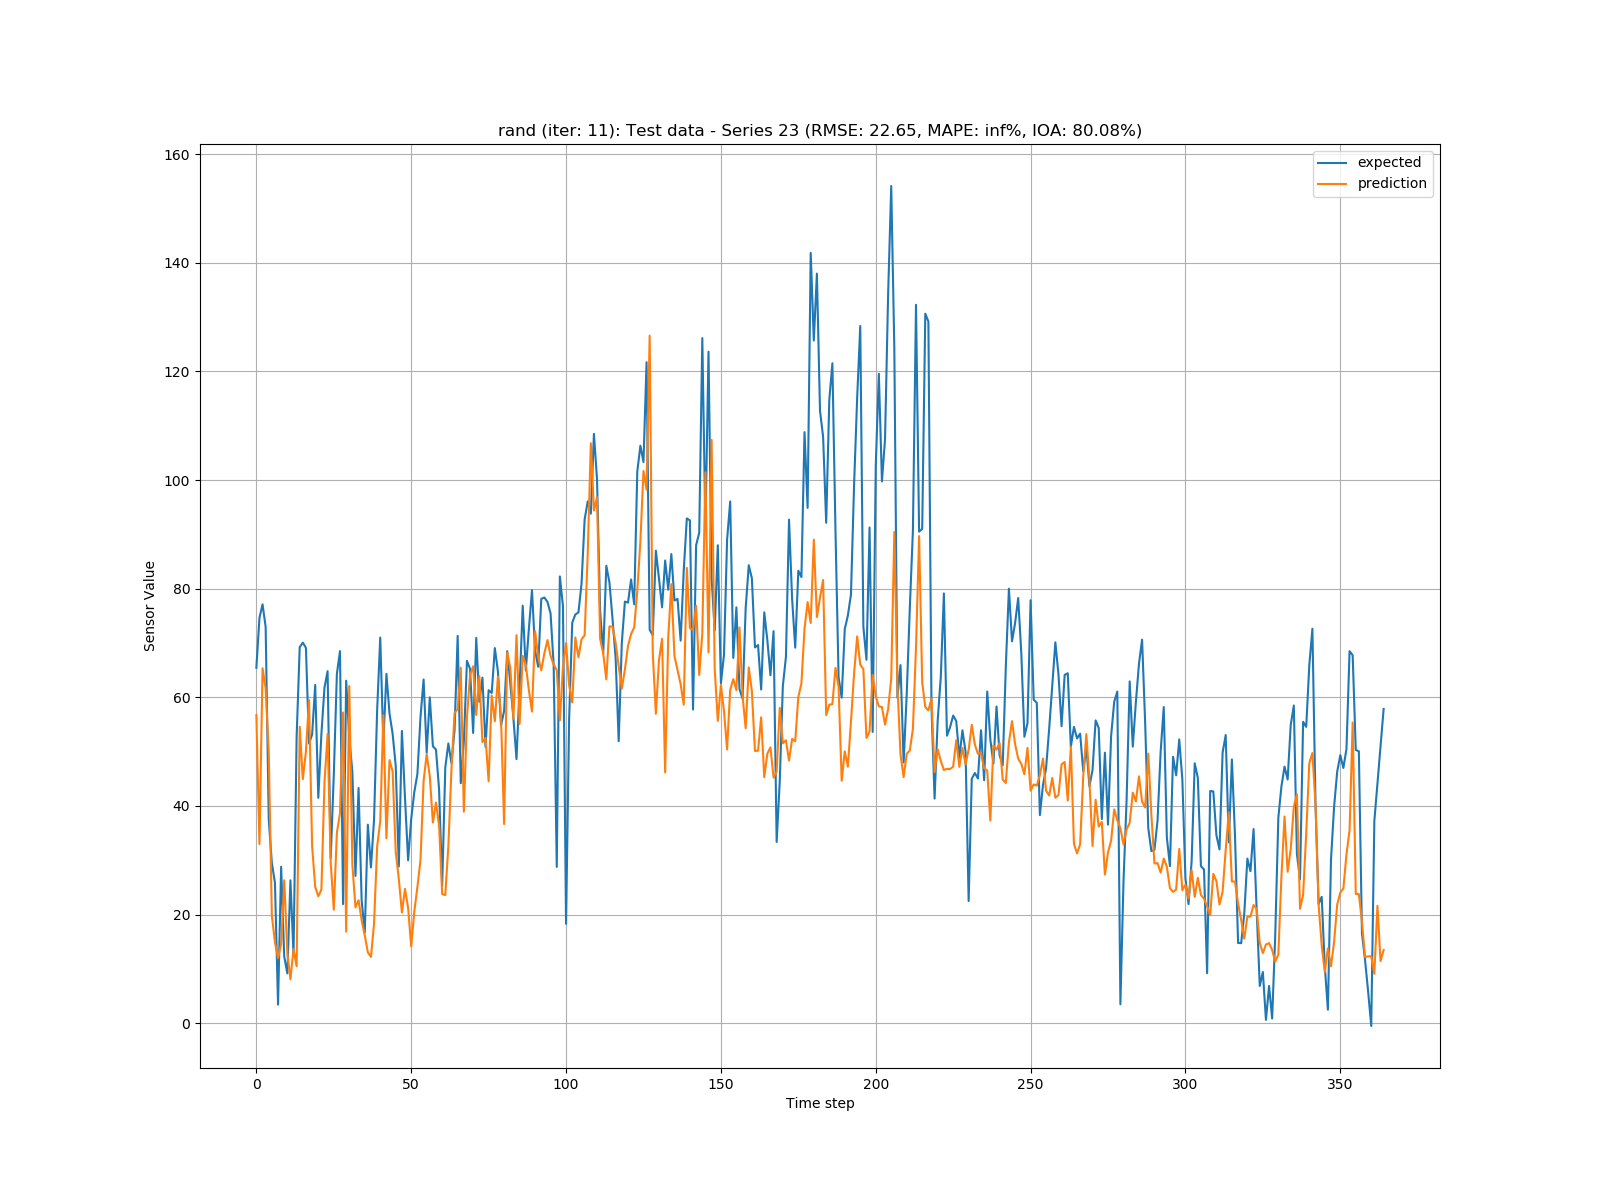 rand (iter: 11): Test data - Series 23 (RMSE: 22.65, MAPE: inf%, IOA: 80.08%)
expected
prediction
160
140
120
100
80
60
40
20
0
Sensor Value
0 50 100 150 200 250 300 350
Time step